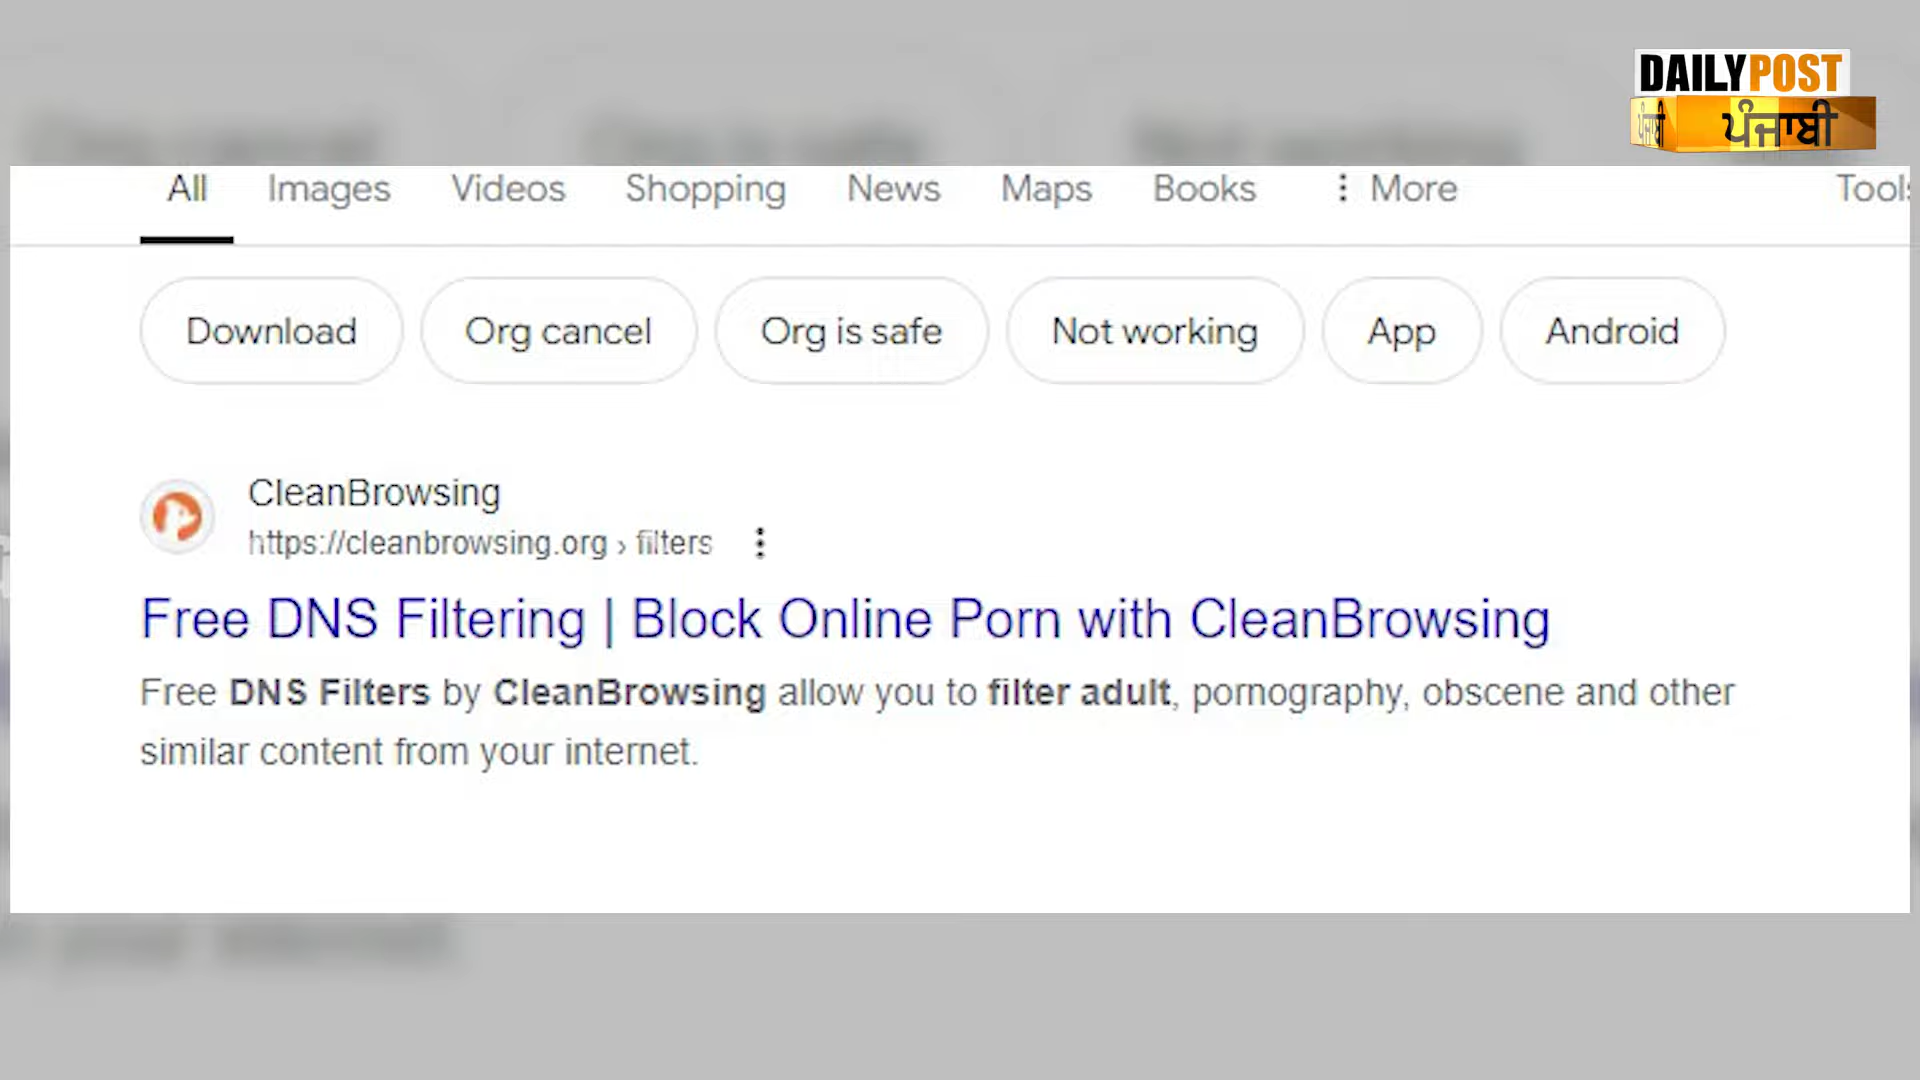 DAILYPOST
ਪੰਜਾਬੀ ਪੰਜਾਬੀ
All Images Videos Shopping News Maps Books More
Download Org cancel Org is safe Not working App Android
CleanBrowsing
https://cleanbrowsing.org › filters
Free DNS Filtering | Block Online Porn with CleanBrowsing
Free DNS Filters by CleanBrowsing allow you to filter adult, pornography, obscene and other
similar content from your internet.